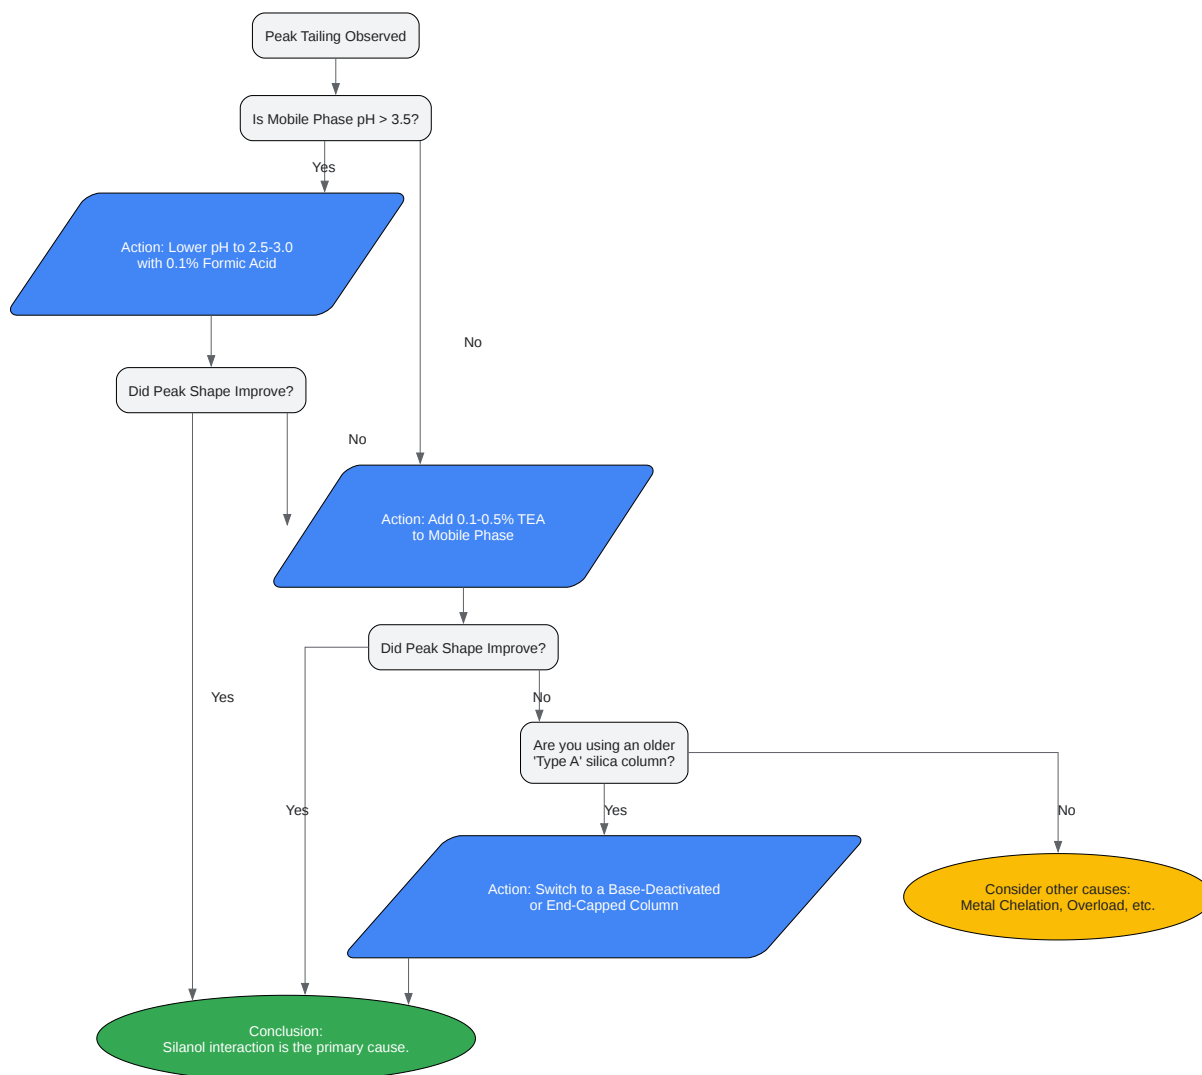 Peak Tailing Observed
Is Mobile Phase pH > 3.5?
Yes
Action: Lower pH to 2.5-3.0
with 0.1% Formic Acid
No
Did Peak Shape Improve?
No
Action: Add 0.1-0.5% TEA
to Mobile Phase
Did Peak Shape Improve?
Yes
No
Are you using an older
'Type A' silica column?
Yes
Yes
No
Action: Switch to a Base-Deactivated
or End-Capped Column
Consider other causes:
Metal Chelation, Overload, etc.
Conclusion:
Silanol interaction is the primary cause.